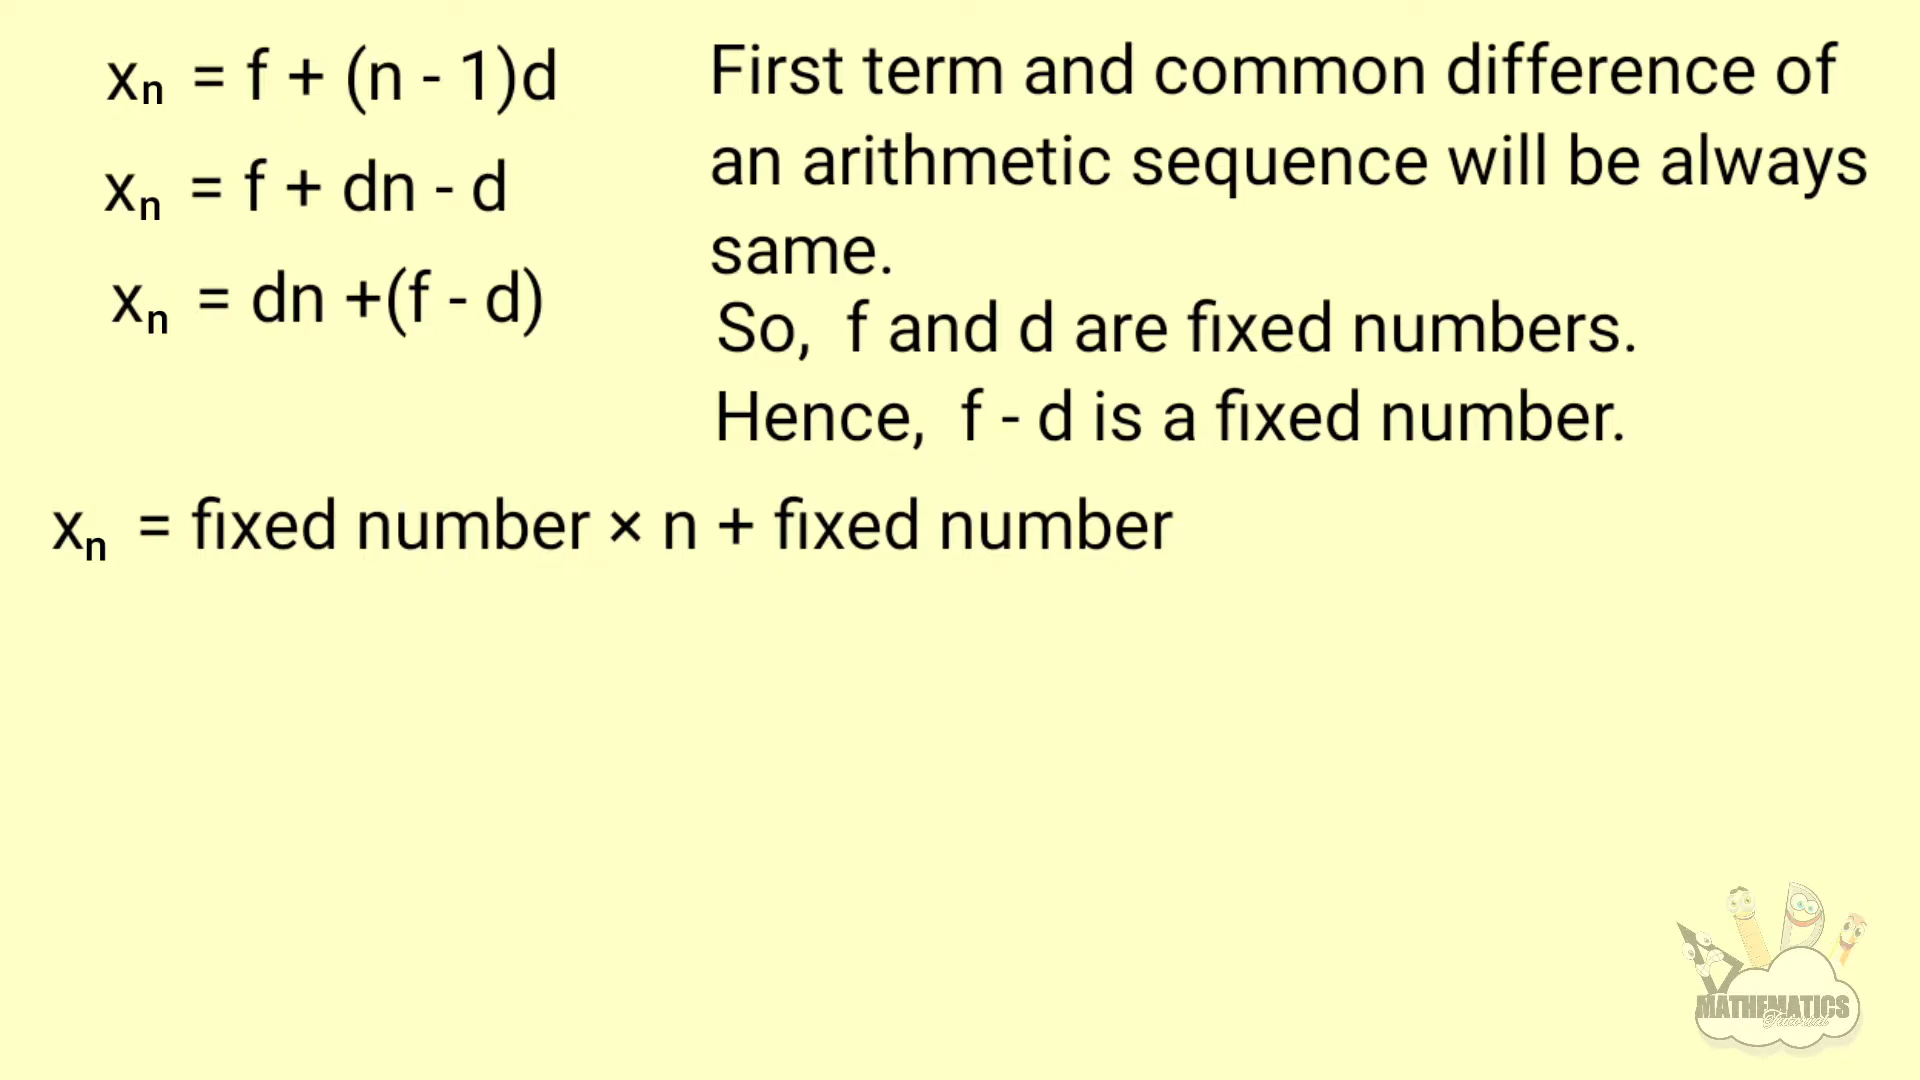 xₙ = f + (n - 1)d
xₙ = f + dn - d
xₙ = dn +(f - d)
First term and common difference of
an arithmetic sequence will be always
same.
So, f and d are fixed numbers.
Hence, f - d is a fixed number.
xₙ = fixed number × n + fixed number
MATHEMATICS
Tutorial